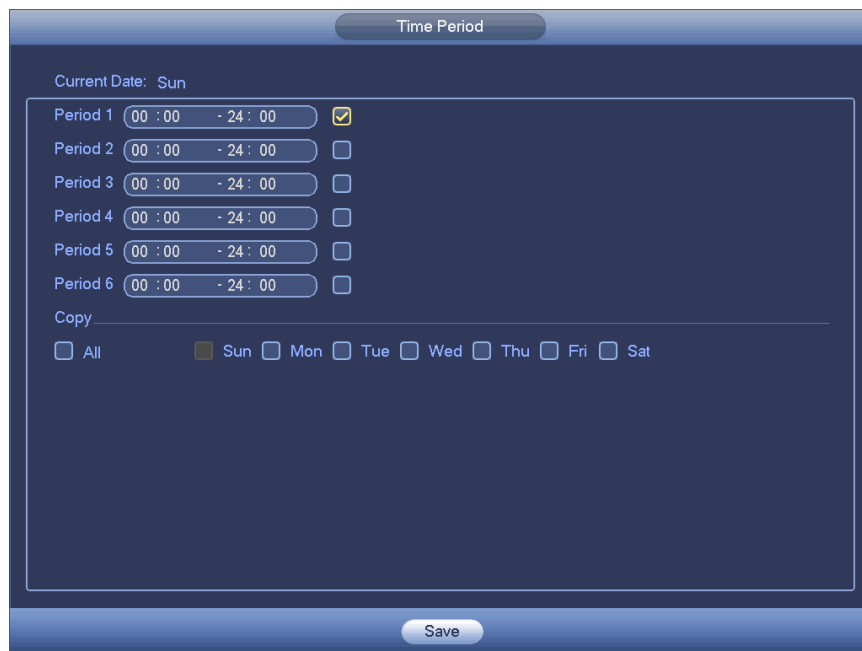 Time Period
Current Date: Sun
Period 1 00 :00 - 24 : 00
Period 2 00 :00 - 24 : 00
Period 3 00 :00 - 24 : 00
Period 4 00 :00 - 24 : 00
Period 5 00 :00 - 24 : 00
Period 6 00 :00 - 24 : 00
Copy
All Sun Mon Tue Wed Thu Fri Sat
Save